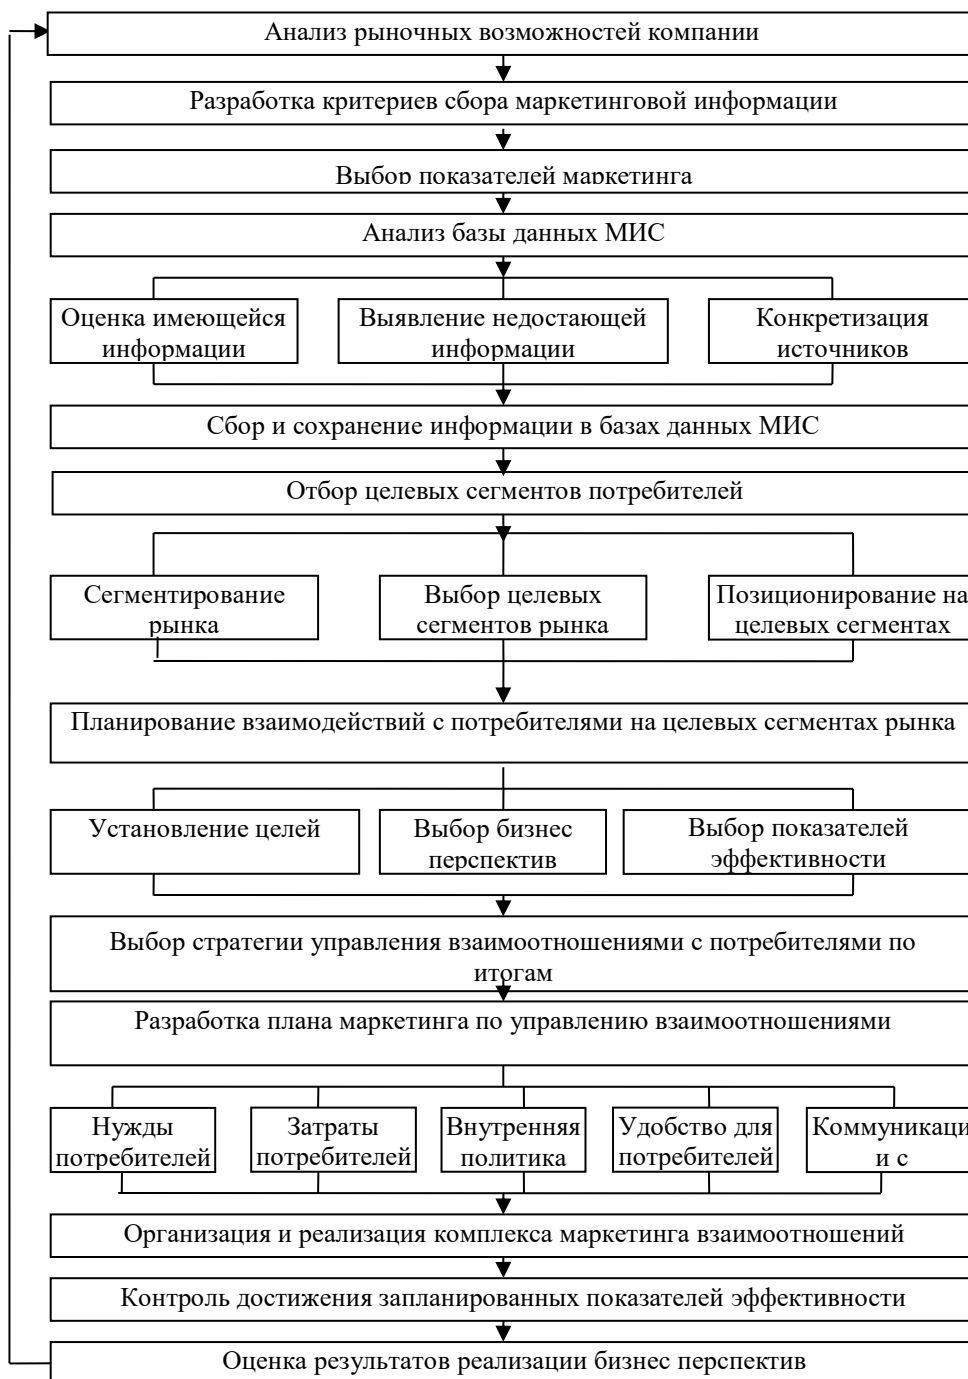 Анализ рыночных возможностей компании
Разработка критериев сбора маркетинговой информации
Выбор показателей маркетинга
Анализ базы данных МИС
Оценка имеющейся
информации
Выявление недостающей
информации
Конкретизация
источников
Сбор и сохранение информации в базах данных МИС
Отбор целевых сегментов потребителей
Сегментирование
рынка
Выбор целевых
сегментов рынка
Позиционирование на
целевых сегментах
Планирование взаимодействий с потребителями на целевых сегментах рынка
Установление целей
Выбор бизнес
перспектив
Выбор показателей
эффективности
Выбор стратегии управления взаимоотношениями с потребителями по
итогам
Разработка плана маркетинга по управлению взаимоотношениями
Нужды
потребителей
Затраты
потребителей
Внутренняя
политика
Удобство для
потребителей
Коммуникаци
и с
Организация и реализация комплекса маркетинга взаимоотношений
Контроль достижения запланированных показателей эффективности
Оценка результатов реализации бизнес перспектив